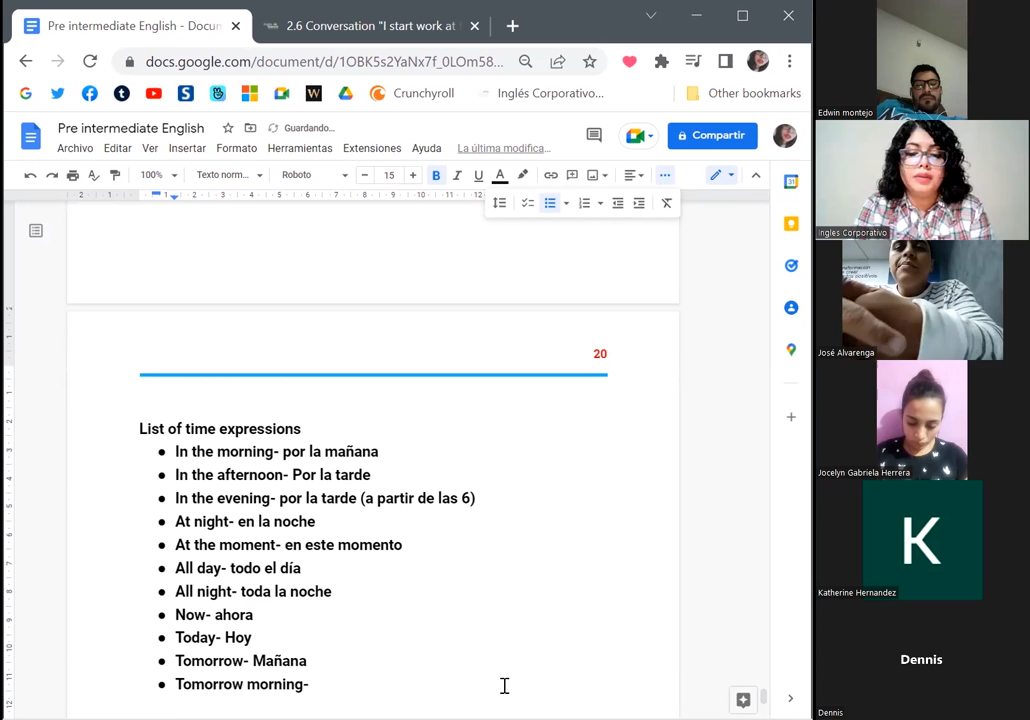 Pre intermediate English - Docun
2.6 Conversation "I start work at
docs.google.com/document/d/1OBK5s2YaNx7f_0LOm58...
Crunchyroll
Inglés Corporativo...
Other bookmarks
Pre intermediate English
Guardando...
Archivo Editar Ver Insertar Formato Herramientas Extensiones La última modifica...
Compartir
100% Texto norm... Roboto 15
20
List of time expressions
In the morning- por la mañana
In the afternoon- Por la tarde
In the evening- por la tarde (a partir de las 6)
At night- en la noche
At the moment- en este momento
All day- todo el día
All night- toda la noche
Now- ahora
Today- Hoy
Tomorrow- Mañana
Tomorrow morning-
Edwin montejo
Ingles Corporativo
José Alvarenga
Jocelyn Gabriela Herrera
K
Katherine Hernandez
Dennis
Dennis